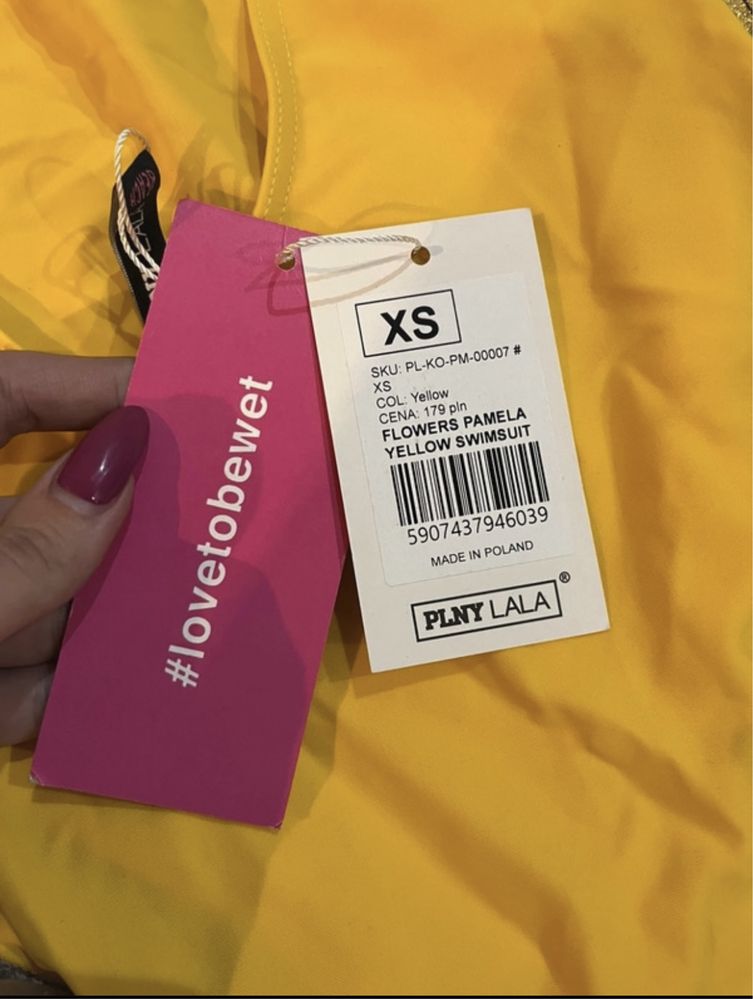 #lovetobewet
XS
SKU: PL-KO-PM-00007 #
XS
COL: Yellow
CENA: 179 pln
FLOWERS PAMELA
YELLOW SWIMSUIT
5907437946039
MADE IN POLAND
PLNY LALA®